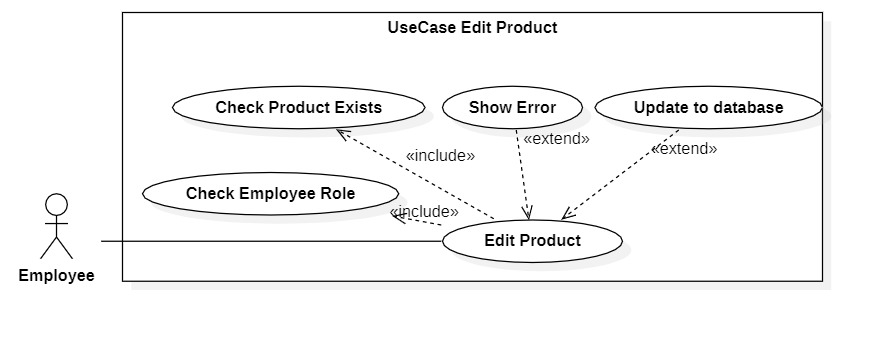 UseCase Edit Product
Check Product Exists
Show Error
Update to database
«extend»
«extend»
«include»
Check Employee Role
«include»
Edit Product
Employee